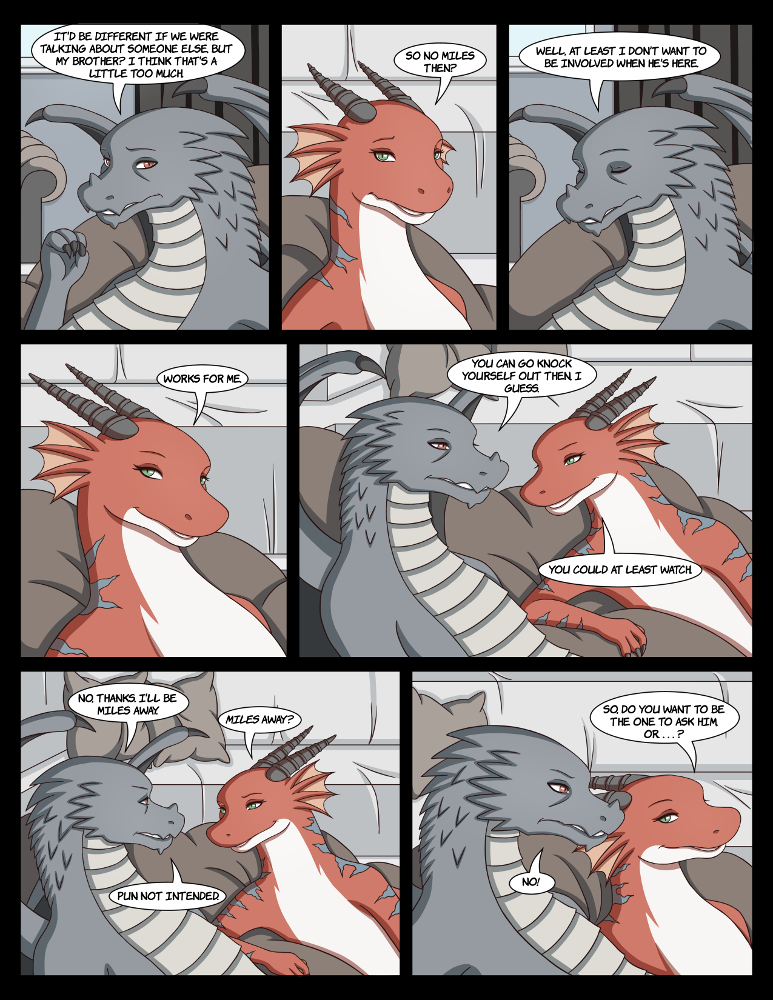 IT'D BE DIFFERENT IF WE WERE
TALKING ABOUT SOMEONE ELSE, BUT
MY BROTHER? I THINK THAT'S A
LITTLE TOO MUCH.
SO NO MILES
THEN?
WELL, AT LEAST I DON'T WANT TO
BE INVOLVED WHEN HE'S HERE.
WORKS FOR ME.
YOU CAN GO KNOCK
YOURSELF OUT THEN, I
GUESS.
YOU COULD AT LEAST WATCH.
NO, THANKS. I'LL BE
MILES AWAY.
MILES AWAY?
PUN NOT INTENDED.
SO, DO YOU WANT TO BE
THE ONE TO ASK HIM
OR . . . ?
NO!